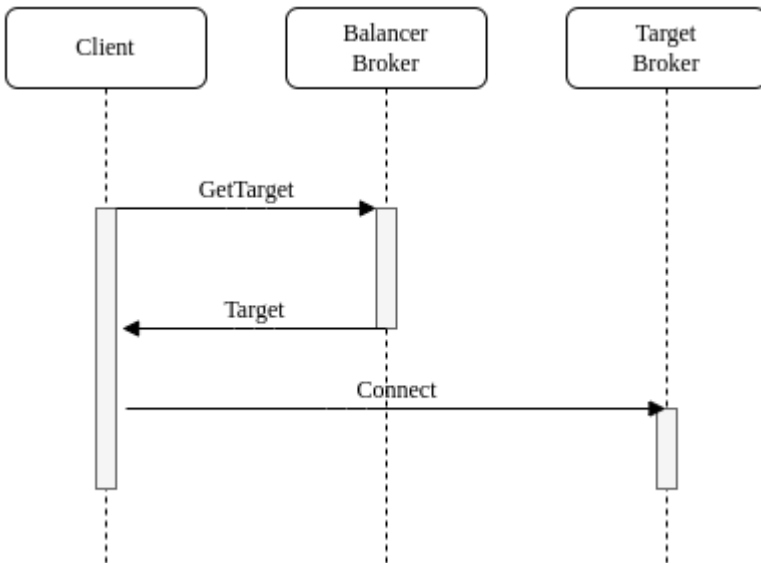 Client
Balancer
Broker
Target
Broker
GetTarget
Target
Connect